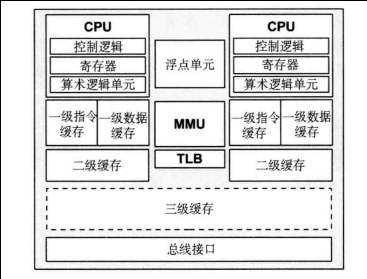 CPU
控制逻辑
寄存器
算术逻辑单元
浮点单元
CPU
控制逻辑
寄存器
算术逻辑单元
一级指令
缓存
一级数据
缓存
MMU
TLB
一级指令
缓存
一级数据
缓存
二级缓存
二级缓存
三级缓存
总线接口